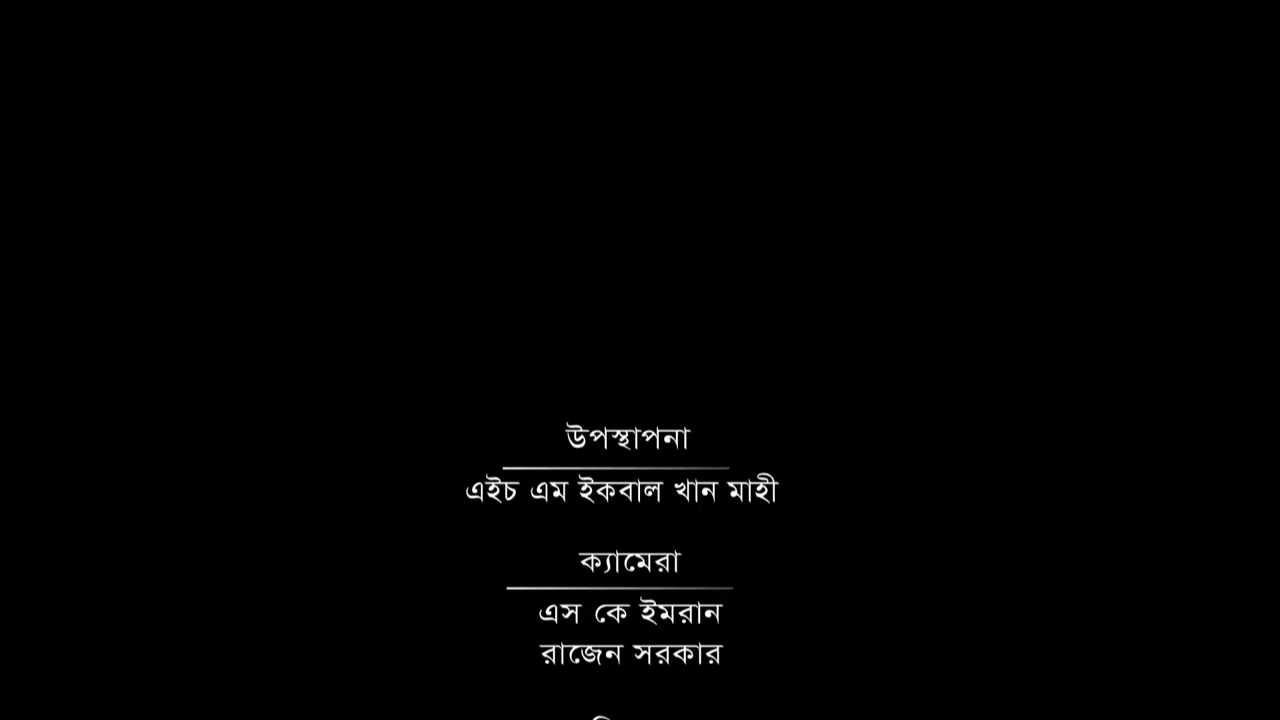 উপস্থাপনা
এইচ এম ইকবাল খান মাহী
ক্যামেরা
এস কে ইমরান
রাজেন সরকার